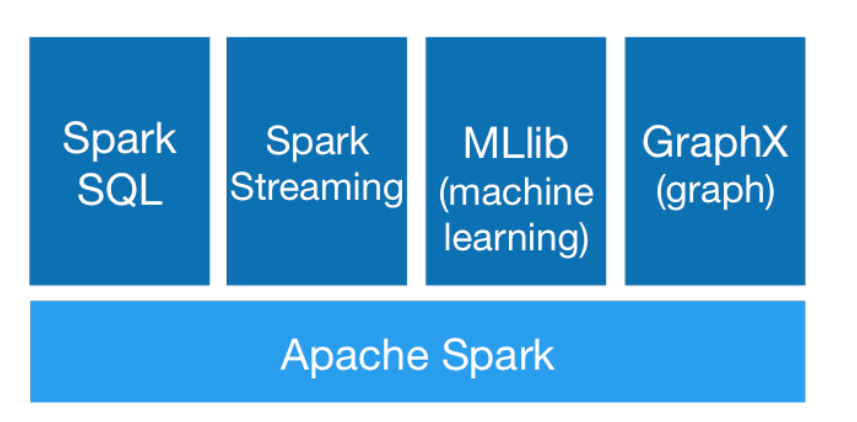 Spark
SQL
Spark
Streaming
MLlib
(machine
learning)
GraphX
(graph)
Apache Spark